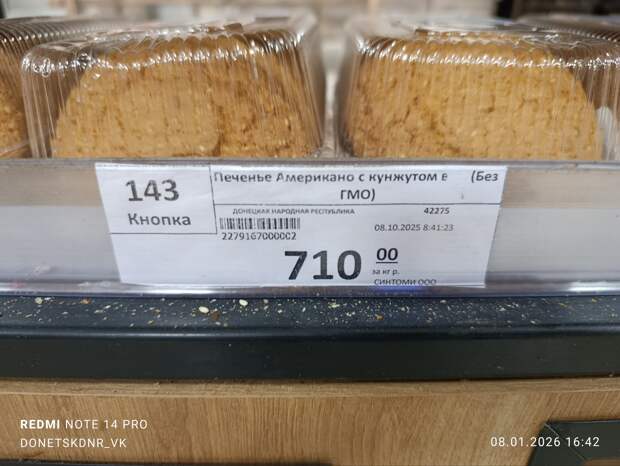 143
Кнопка
Печенье Американо с кунжутом в (Без
ГМО)
ДОНЕЦКАЯ НАРОДНАЯ РЕСПУБЛИКА 42275
2279167000002
08.10.2025 8:41:23
710 00
за кг р.
СИНТОМИ ООО
REDMI NOTE 14 PRO
DONETSKDNR_VK
08.01.2026 16:42